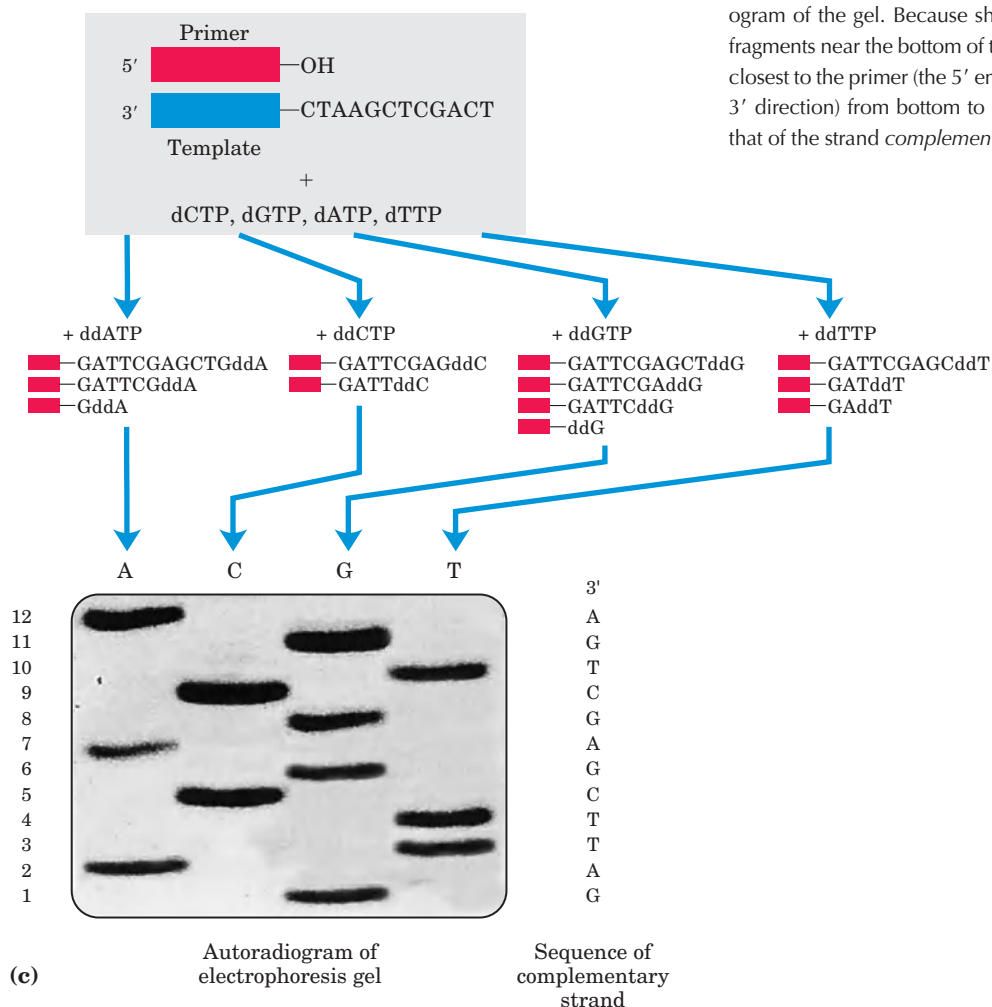 ogram of the gel. Because sh
fragments near the bottom of t
closest to the primer (the 5′ en
3′ direction) from bottom to
that of the strand complemen
Primer
5′ —OH
3′ —CTAAGCTCGACT
Template
+
dCTP, dGTP, dATP, dTTP
+ ddATP
—GATTCGAGCTGddA
—GATTCGddA
—GddA
+ ddCTP
—GATTCGAGddC
—GATTddC
+ ddGTP
—GATTCGAGCTddG
—GATTCGAddG
—GATTCddG
—ddG
+ ddTTP
—GATTCGAGCddT
—GATddT
—GAddT
A C G T
3'
12 A
11 G
10 T
9 C
8 G
7 A
6 G
5 C
4 T
3 T
2 A
1 G
(c)
Autoradiogram of
electrophoresis gel
Sequence of
complementary
strand